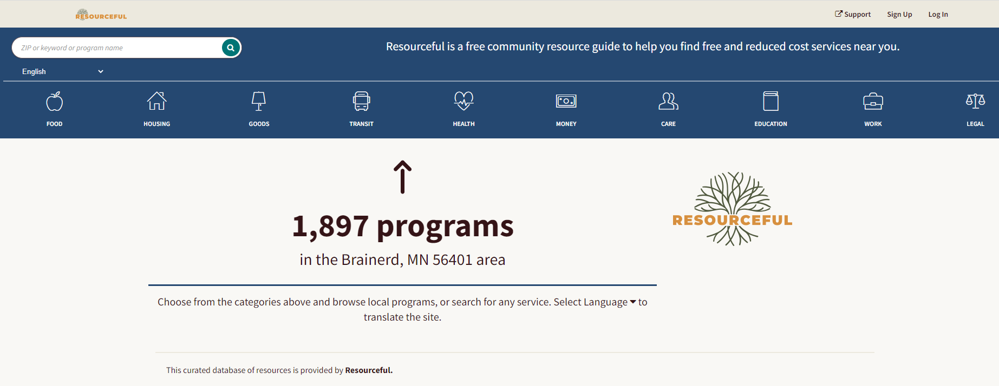 RESOURCEFUL
Support Sign Up Log In
ZIP or keyword or program name
Resourceful is a free community resource guide to help you find free and reduced cost services near you.
English
FOOD HOUSING GOODS TRANSIT HEALTH MONEY CARE EDUCATION WORK LEGAL
1,897 programs
in the Brainerd, MN 56401 area
RESOURCEFUL
Choose from the categories above and browse local programs, or search for any service. Select Language to
translate the site.
This curated database of resources is provided by Resourceful.